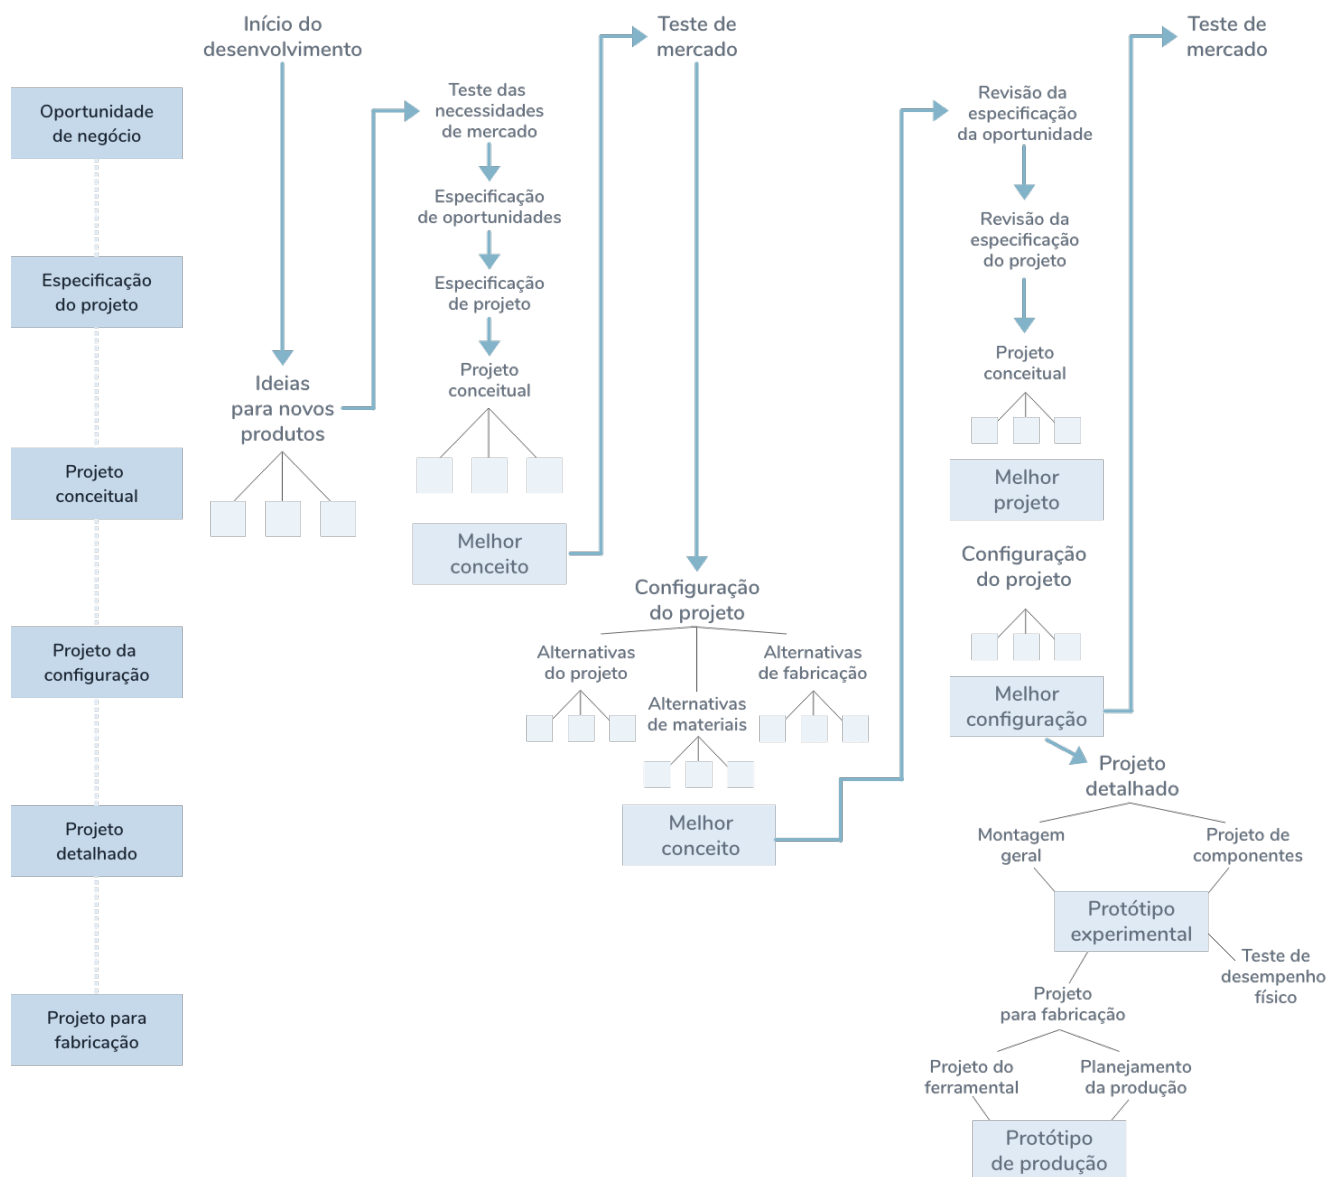 Oportunidade
de negócio
Especificação
do projeto
Projeto
conceitual
Projeto da
configuração
Projeto
detalhado
Projeto para
fabricação
Início do
desenvolvimento
Ideias
para novos
produtos
Teste das
necessidades
de mercado
Especificação
de oportunidades
Especificação
de projeto
Projeto
conceitual
Melhor
conceito
Teste de
mercado
Configuração
do projeto
Alternativas
do projeto
Alternativas
de materiais
Alternativas
de fabricação
Melhor
conceito
Revisão da
especificação
da oportunidade
Revisão da
especificação
do projeto
Projeto
conceitual
Melhor
projeto
Configuração
do projeto
Melhor
configuração
Teste de
mercado
Projeto
detalhado
Montagem
geral
Projeto de
componentes
Protótipo
experimental
Teste de
desempenho
físico
Projeto
para fabricação
Projeto do
ferramental
Planejamento
da produção
Protótipo
de produção